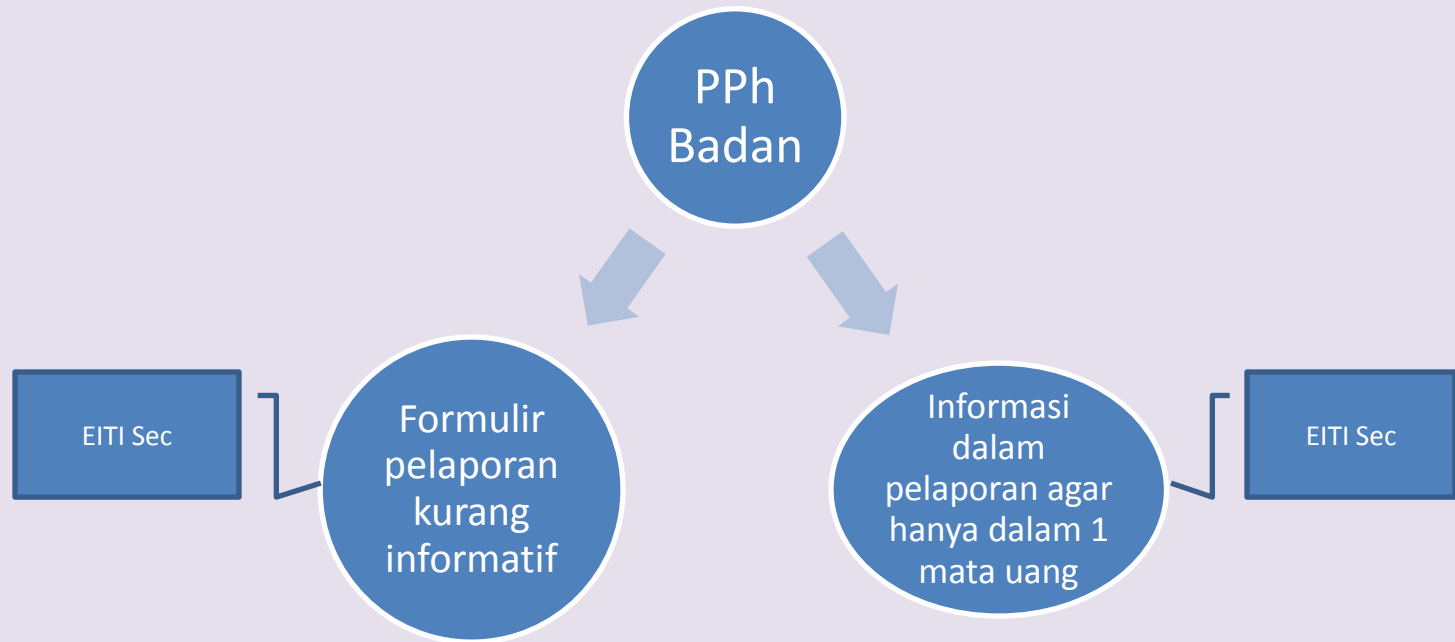 PPh
Badan
EITI Sec
Formulir
pelaporan
kurang
informatif
Informasi
dalam
pelaporan agar
hanya dalam 1
mata uang
EITI Sec